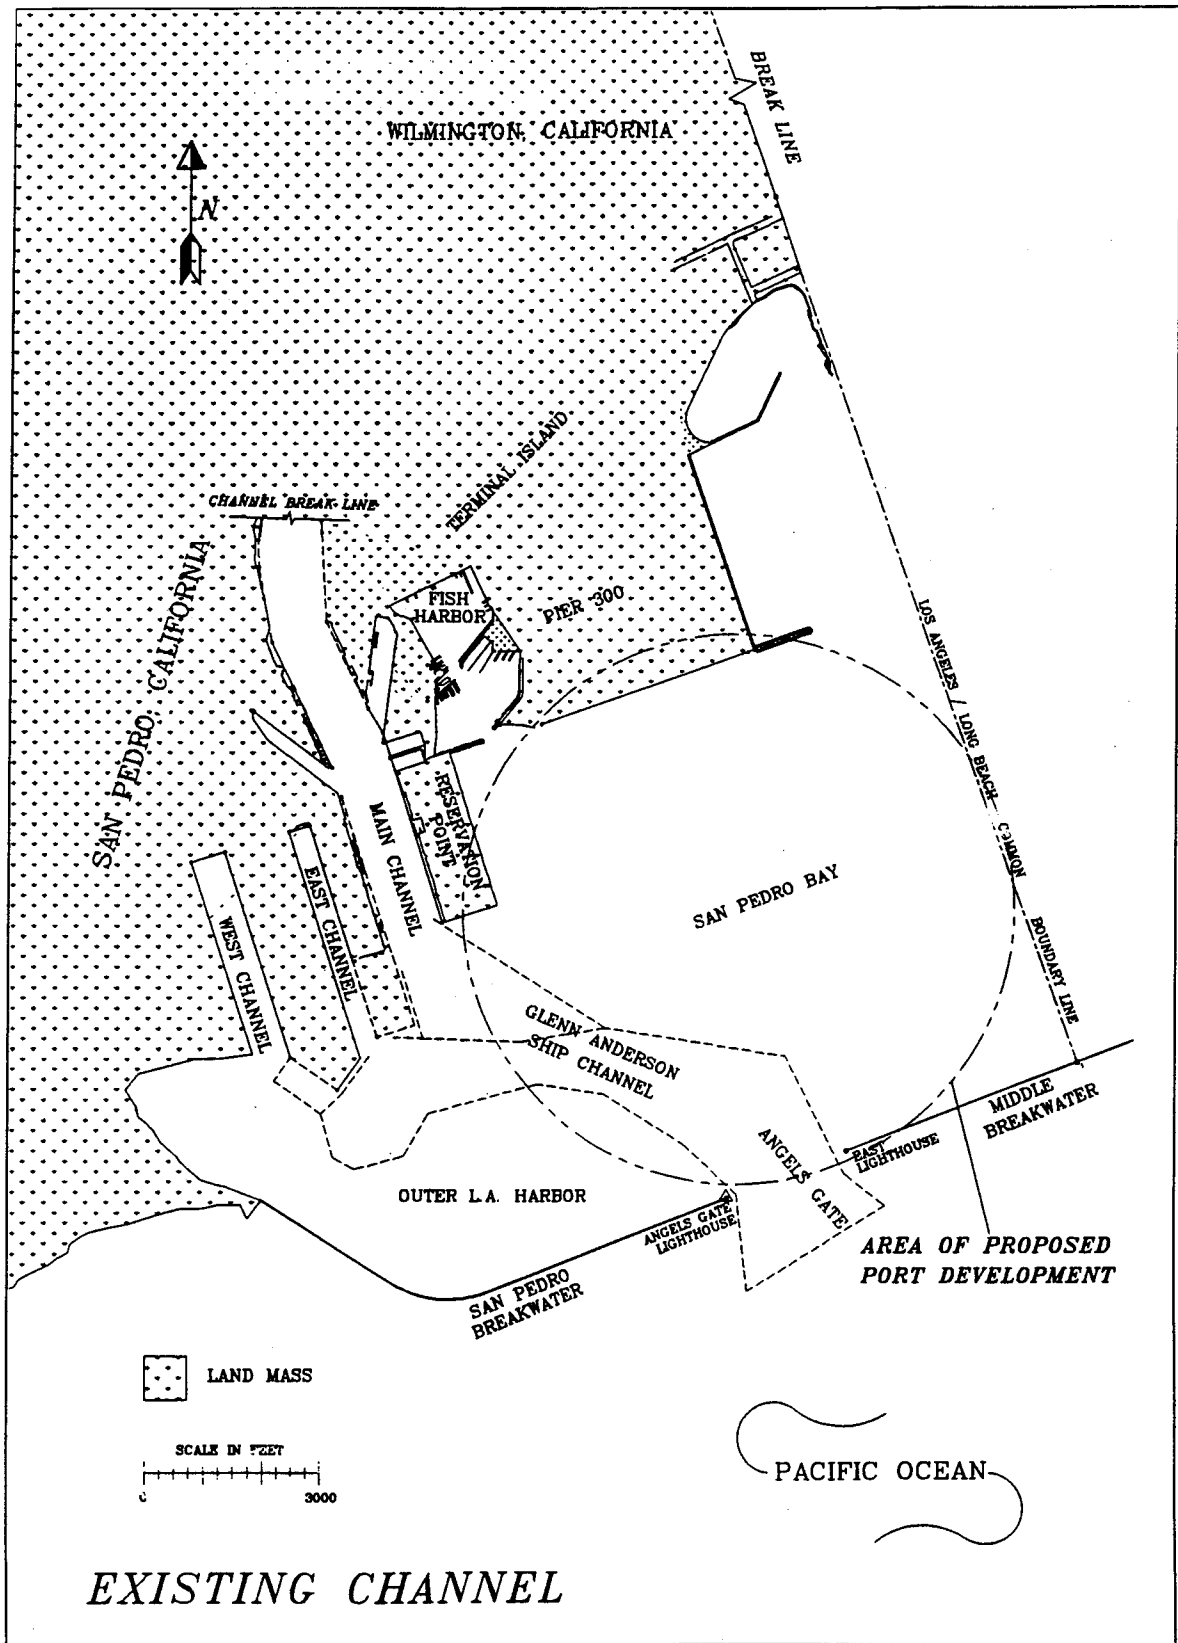 BREAK LINE
WILMINGTON, CALIFORNIA
N
TERMINAL ISLAND
CHANNEL BREAK LINE
SAN PEDRO, CALIFORNIA
FISH
HARBOR
PIER 300
LOS ANGELES / LONG BEACH COMMON BOUNDARY LINE
RESERVATION
POINT
MAIN CHANNEL
EAST CHANNEL
WEST CHANNEL
SAN PEDRO BAY
GLENN ANDERSON
SHIP CHANNEL
MIDDLE
BREAKWATER
EAST
LIGHTHOUSE
ANGELS GATE
OUTER L.A. HARBOR
ANGELS GATE
LIGHTHOUSE
AREA OF PROPOSED
PORT DEVELOPMENT
SAN PEDRO
BREAKWATER
LAND MASS
SCALE IN FEET
0 3000
PACIFIC OCEAN
EXISTING CHANNEL